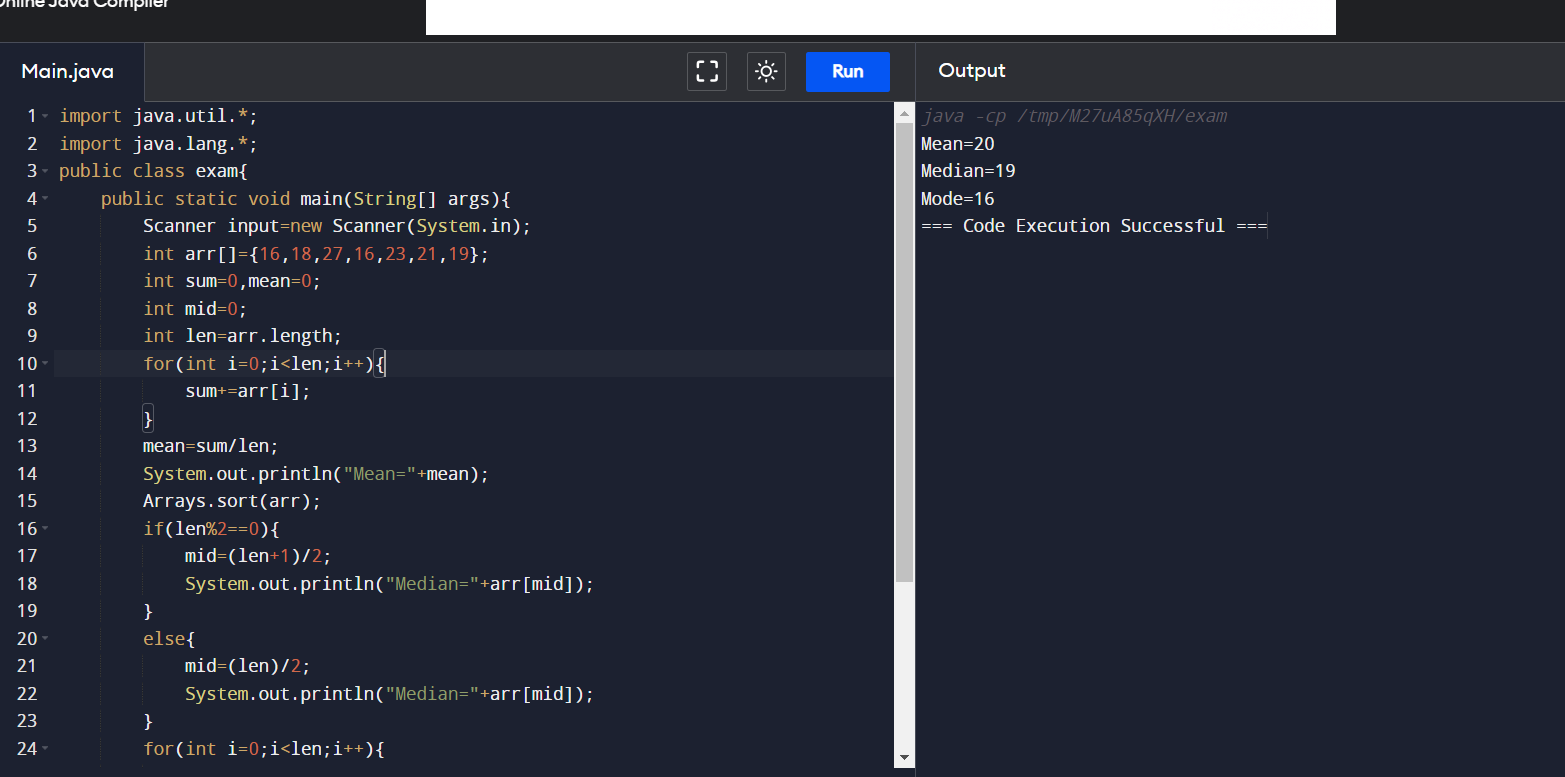 Online Java Compiler
Main.java
Run
Output
1 import java.util.*;
2 import java.lang.*;
3 public class exam{
4 public static void main(String[] args){
5 Scanner input=new Scanner(System.in);
6 int arr[]={16,18,27,16,23,21,19};
7 int sum=0,mean=0;
8 int mid=0;
9 int len=arr.length;
10 for(int i=0;i<len;i++){
11 sum+=arr[i];
12 }
13 mean=sum/len;
14 System.out.println("Mean="+mean);
15 Arrays.sort(arr);
16 if(len%2==0){
17 mid=(len+1)/2;
18 System.out.println("Median="+arr[mid]);
19 }
20 else{
21 mid=(len)/2;
22 System.out.println("Median="+arr[mid]);
23 }
24 for(int i=0;i<len;i++){
java -cp /tmp/M27uA85qXH/exam
Mean=20
Median=19
Mode=16
=== Code Execution Successful ===